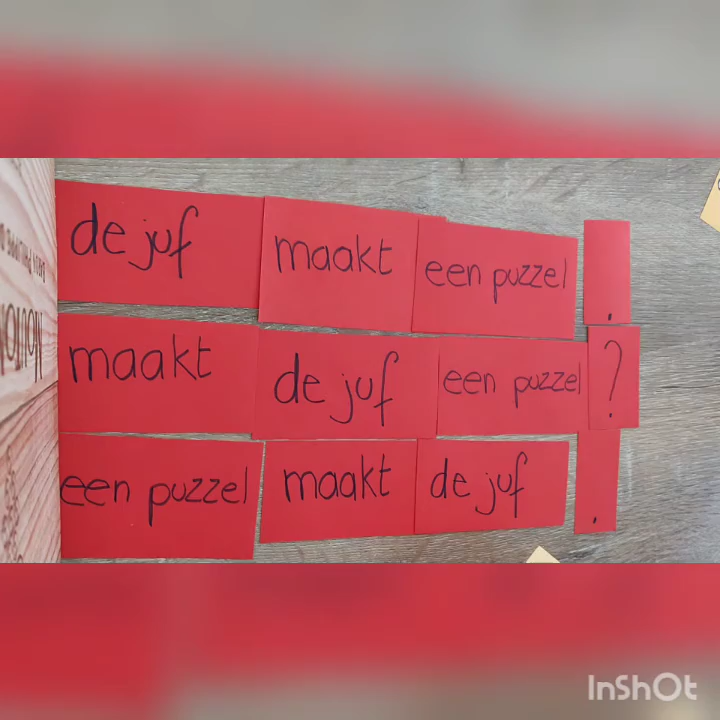 de juf maakt een puzzel .
maakt de juf een puzzel ?
een puzzel maakt de juf .
InShOt